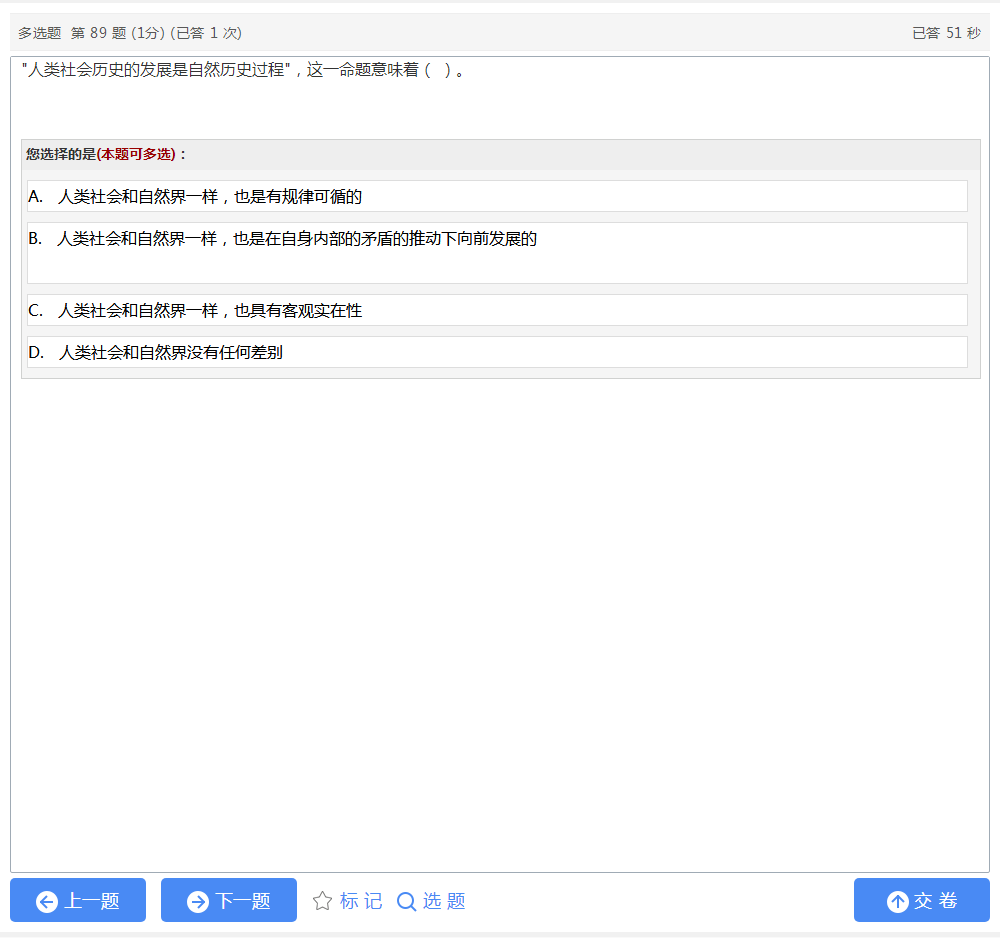 多选题 第 89 题 (1分) (已答 1 次) 已答 51 秒
"人类社会历史的发展是自然历史过程"，这一命题意味着（ ）。
您选择的是(本题可多选)：
A. 人类社会和自然界一样，也是有规律可循的
B. 人类社会和自然界一样，也是在自身内部的矛盾的推动下向前发展的
C. 人类社会和自然界一样，也具有客观实在性
D. 人类社会和自然界没有任何差别
上一题 下一题 标 记 选 题 交 卷